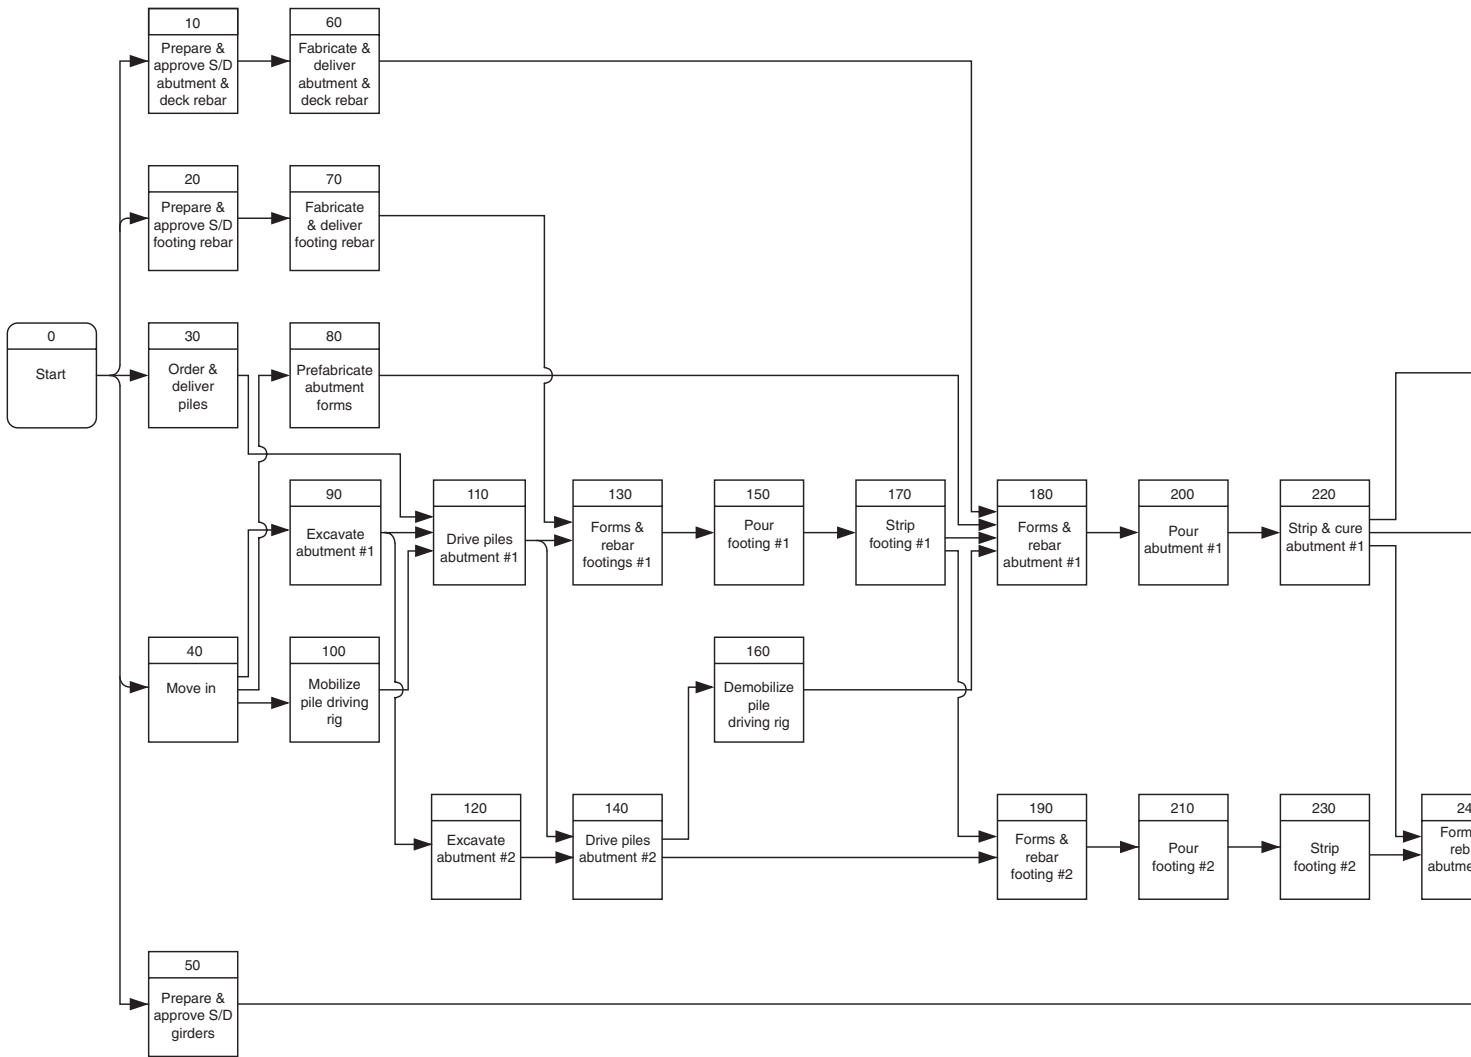 10
Prepare &
approve S/D
abutment &
deck rebar
60
Fabricate &
deliver
abutment &
deck rebar
20
Prepare &
approve S/D
footing rebar
70
Fabricate
& deliver
footing rebar
0
Start
30
Order &
deliver
piles
80
Prefabricate
abutment
forms
90
Excavate
abutment #1
110
Drive piles
abutment #1
130
Forms &
rebar
footings #1
150
Pour
footing #1
170
Strip
footing #1
180
Forms &
rebar
abutment #1
200
Pour
abutment #1
220
Strip & cure
abutment #1
40
Move in
100
Mobilize
pile driving
rig
160
Demobilize
pile
driving rig
120
Excavate
abutment #2
140
Drive piles
abutment #2
190
Forms &
rebar
footing #2
210
Pour
footing #2
230
Strip
footing #2
50
Prepare &
approve S/D
girders